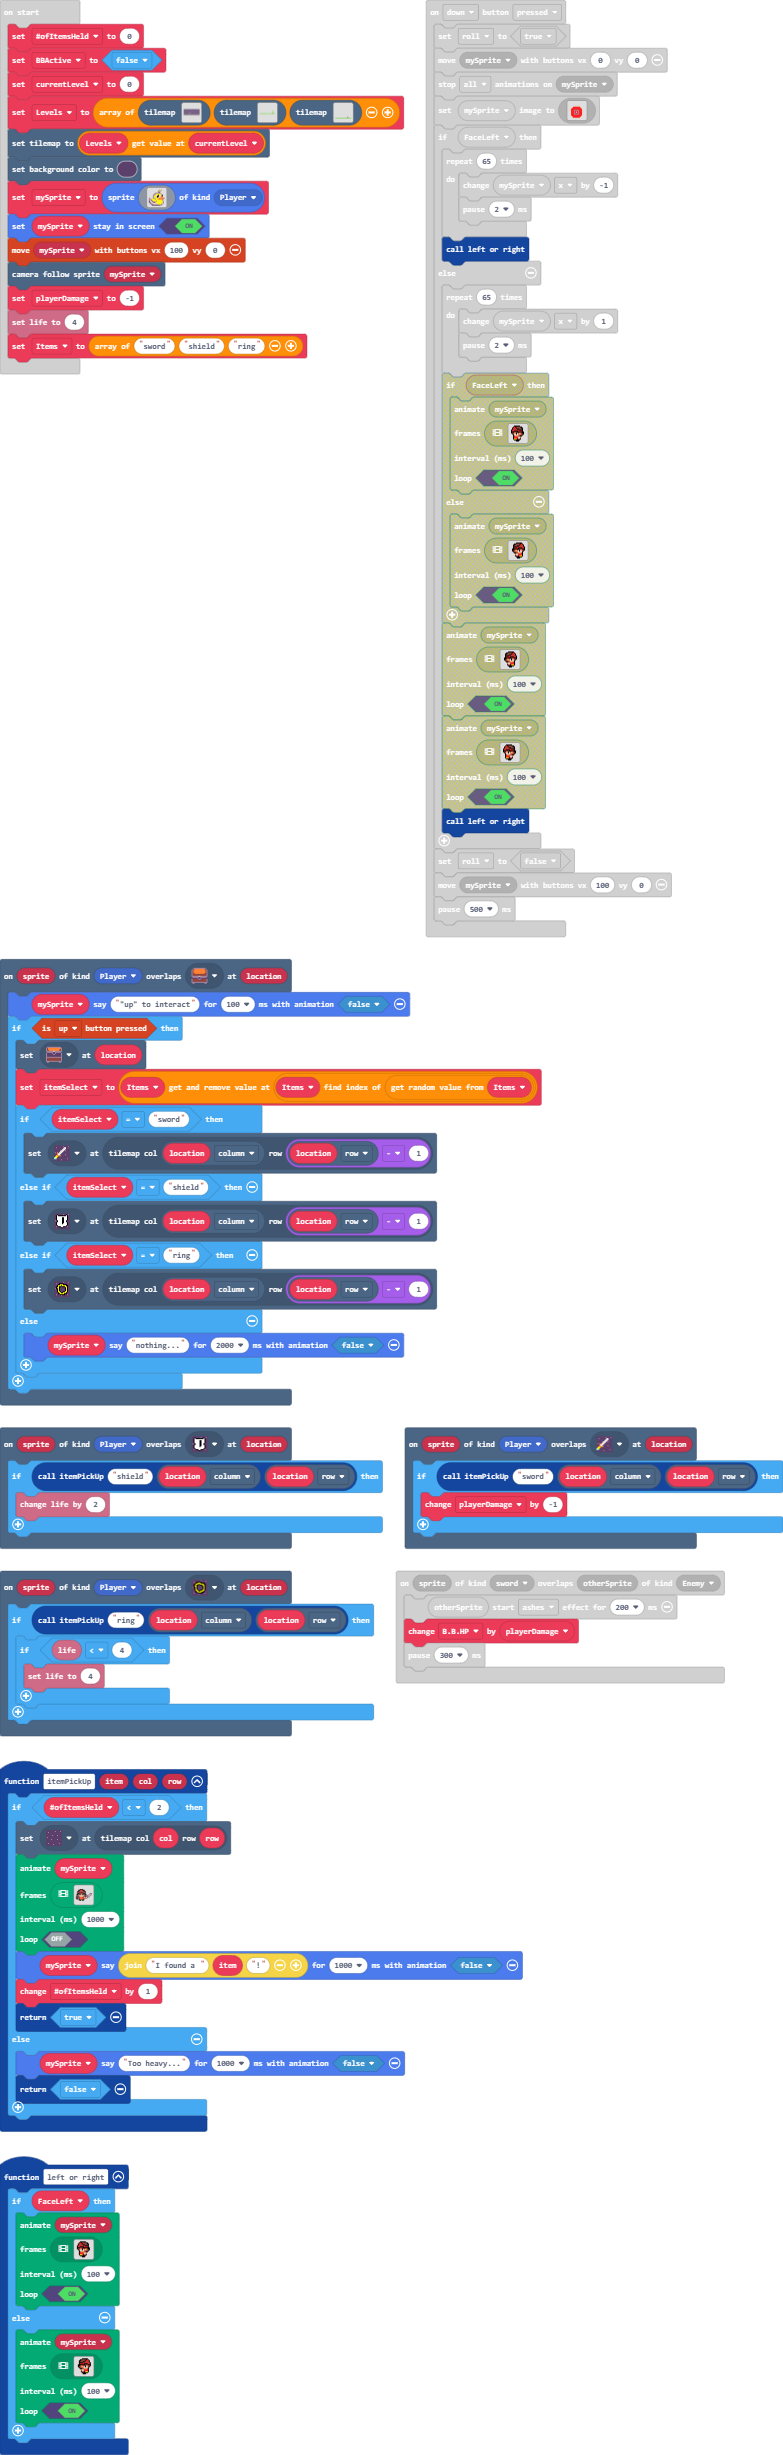 on start
set #ofItemsHeld to 0
set BBActive to false
set currentLevel to 0
set Levels to array of tilemap tilemap tilemap
set tilemap to Levels get value at currentLevel
set background color to
set mySprite to sprite of kind Player
set mySprite stay in screen ON
move mySprite with buttons vx 100 vy 0
camera follow sprite mySprite
set playerDamage to -1
set life to 4
set Items to array of "sword" "shield" "ring"
on down button pressed
set roll to true
move mySprite with buttons vx 0 vy 0
stop all animations on mySprite
set mySprite image to
if FaceLeft then
repeat 65 times
do change mySprite x by -1
pause 2 ms
call left or right
else
repeat 65 times
do change mySprite x by 1
pause 2 ms
if FaceLeft then
animate mySprite
frames
interval (ms) 100
loop ON
else
animate mySprite
frames
interval (ms) 100
loop ON
animate mySprite
frames
interval (ms) 100
loop ON
animate mySprite
frames
interval (ms) 100
loop ON
call left or right
set roll to false
move mySprite with buttons vx 100 vy 0
pause 500 ms
on sprite of kind Player overlaps at location
mySprite say ""up" to interact" for 100 ms with animation false
if is up button pressed then
set at location
set itemSelect to Items get and remove value at Items find index of get random value from Items
if itemSelect = "sword" then
set at tilemap col location column row location row - 1
else if itemSelect = "shield" then
set at tilemap col location column row location row - 1
else if itemSelect = "ring" then
set at tilemap col location column row location row - 1
else
mySprite say "nothing..." for 2000 ms with animation false
on sprite of kind Player overlaps at location
if call itemPickUp "shield" location column location row then
change life by 2
on sprite of kind Player overlaps at location
if call itemPickUp "sword" location column location row then
change playerDamage by -1
on sprite of kind Player overlaps at location
if call itemPickUp "ring" location column location row then
if life < 4 then
set life to 4
on sprite of kind sword overlaps otherSprite of kind Enemy
otherSprite start ashes effect for 200 ms
change B.B.HP by playerDamage
pause 300 ms
function itemPickUp item col row
if #ofItemsHeld < 2 then
set at tilemap col col row row
animate mySprite
frames
interval (ms) 1000
loop OFF
mySprite say join "I found a " item "!" for 1000 ms with animation false
change #ofItemsHeld by 1
return true
else
mySprite say "Too heavy..." for 1000 ms with animation false
return false
function left or right
if FaceLeft then
animate mySprite
frames
interval (ms) 100
loop ON
else
animate mySprite
frames
interval (ms) 100
loop ON